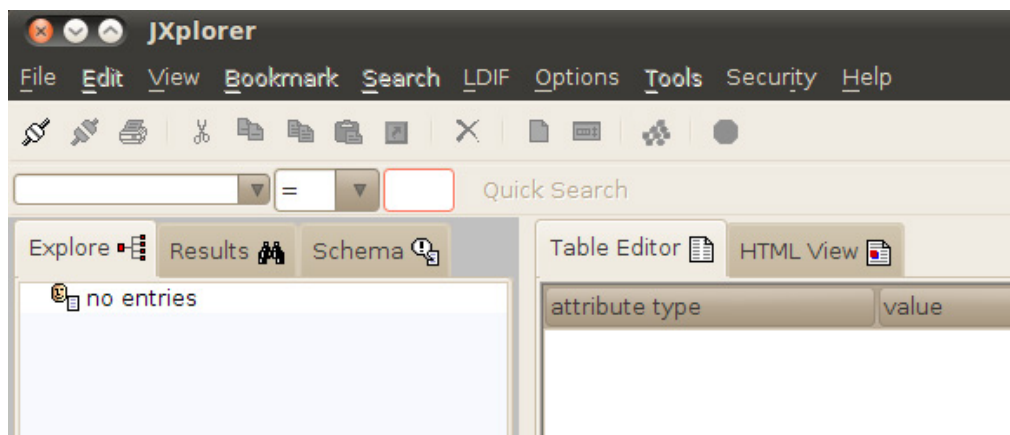 JXplorer
File Edit View Bookmark Search LDIF Options Tools Security Help
= Quick Search
Explore Results Schema Table Editor HTML View
no entries
attribute type value